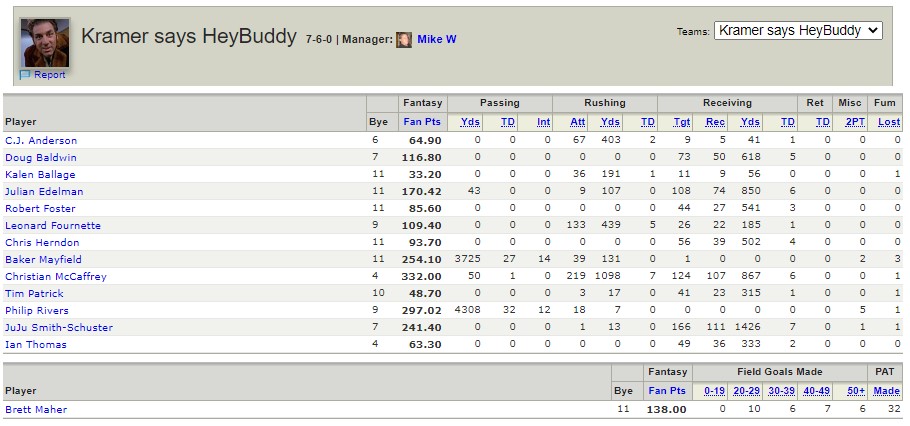 Kramer says HeyBuddy 7-6-0 | Manager: Mike W Teams: Kramer says HeyBuddy
Report
Fantasy Passing Rushing Receiving Ret Misc Fum
Player Bye Fan Pts Yds TD Int Att Yds TD Tgt Rec Yds TD TD 2PT Lost
C.J. Anderson 6 64.90 0 0 0 67 403 2 9 5 41 1 0 0 0
Doug Baldwin 7 116.80 0 0 0 0 0 0 73 50 618 5 0 0 0
Kalen Ballage 11 33.20 0 0 0 36 191 1 11 9 56 0 0 0 1
Julian Edelman 11 170.42 43 0 0 9 107 0 108 74 850 6 0 0 0
Robert Foster 11 85.60 0 0 0 0 0 0 44 27 541 3 0 0 0
Leonard Fournette 9 109.40 0 0 0 133 439 5 26 22 185 1 0 0 0
Chris Herndon 11 93.70 0 0 0 0 0 0 56 39 502 4 0 0 0
Baker Mayfield 11 254.10 3725 27 14 39 131 0 1 0 0 0 0 2 3
Christian McCaffrey 4 332.00 50 1 0 219 1098 7 124 107 867 6 0 0 1
Tim Patrick 10 48.70 0 0 0 3 17 0 41 23 315 1 0 0 1
Philip Rivers 9 297.02 4308 32 12 18 7 0 0 0 0 0 0 5 1
JuJu Smith-Schuster 7 241.40 0 0 0 1 13 0 166 111 1426 7 0 1 1
Ian Thomas 4 63.30 0 0 0 0 0 0 49 36 333 2 0 0 0
Fantasy Field Goals Made PAT
Player Bye Fan Pts 0-19 20-29 30-39 40-49 50+ Made
Brett Maher 11 138.00 0 10 6 7 6 32